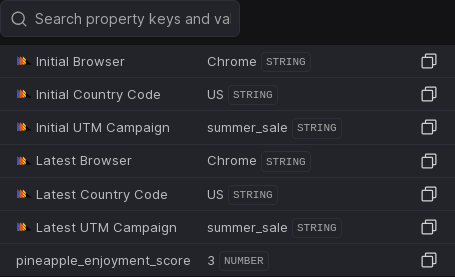 Search property keys and val
Initial Browser Chrome STRING
Initial Country Code US STRING
Initial UTM Campaign summer_sale STRING
Latest Browser Chrome STRING
Latest Country Code US STRING
Latest UTM Campaign summer_sale STRING
pineapple_enjoyment_score 3 NUMBER